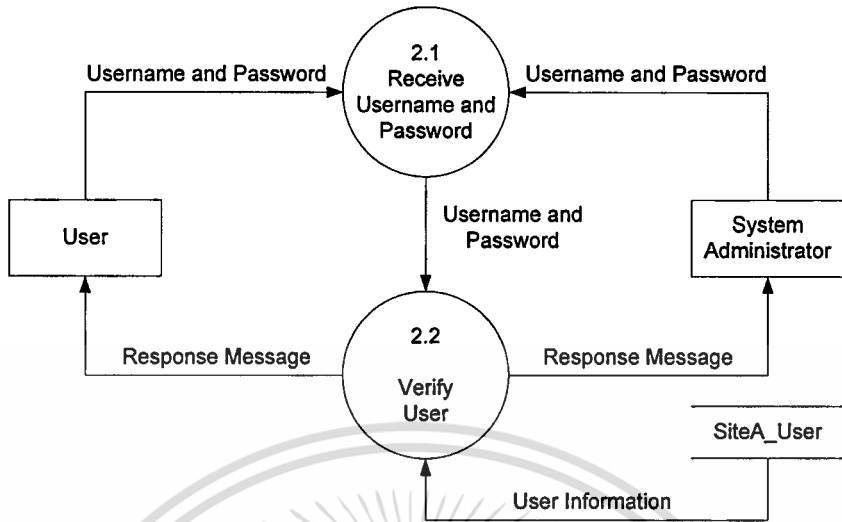 2.1
Receive
Username and
Password
Username and Password
Username and Password
User
Username and
Password
System
Administrator
2.2
Verify
User
Response Message
Response Message
SiteA_User
User Information